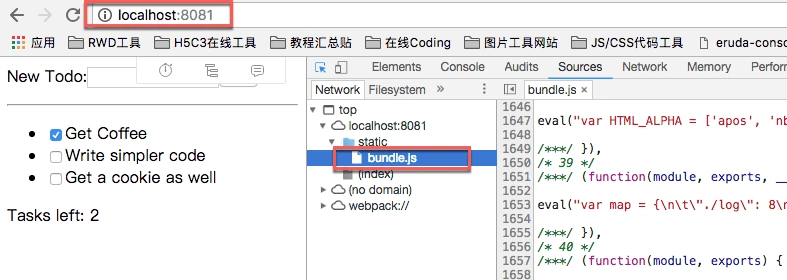 localhost:8081
应用 RWD工具 H5C3在线工具 教程汇总贴 在线Coding 图片工具网站 JS/CSS代码工具 eruda-conso
New Todo:
Get Coffee
Write simpler code
Get a cookie as well
Tasks left: 2
Elements Console Audits Sources Network Performance
Network Filesystem »
top
localhost:8081
static
bundle.js
(index)
(no domain)
webpack://
bundle.js ×
1646
1647 eval("var HTML_ALPHA = ['apos', 'nb
1648
1649 /***/ }),
1650 /* 39 */
1651 /***/ (function(module, exports, __
1652
1653 eval("var map = {\n\t\"./log\": 8\n
1654
1655 /***/ }),
1656 /* 40 */
1657 /***/ (function(module, exports) {
1658